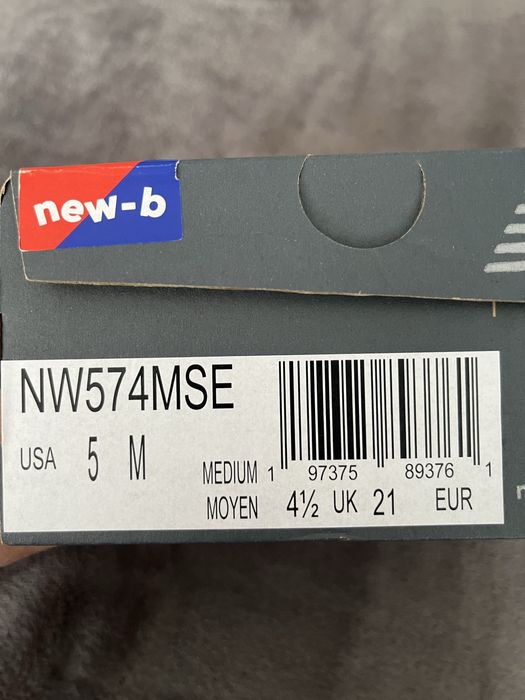 new-b
NW574MSE
USA 5 M
MEDIUM 1 97375 89376 1
MOYEN 4½ UK 21 EUR